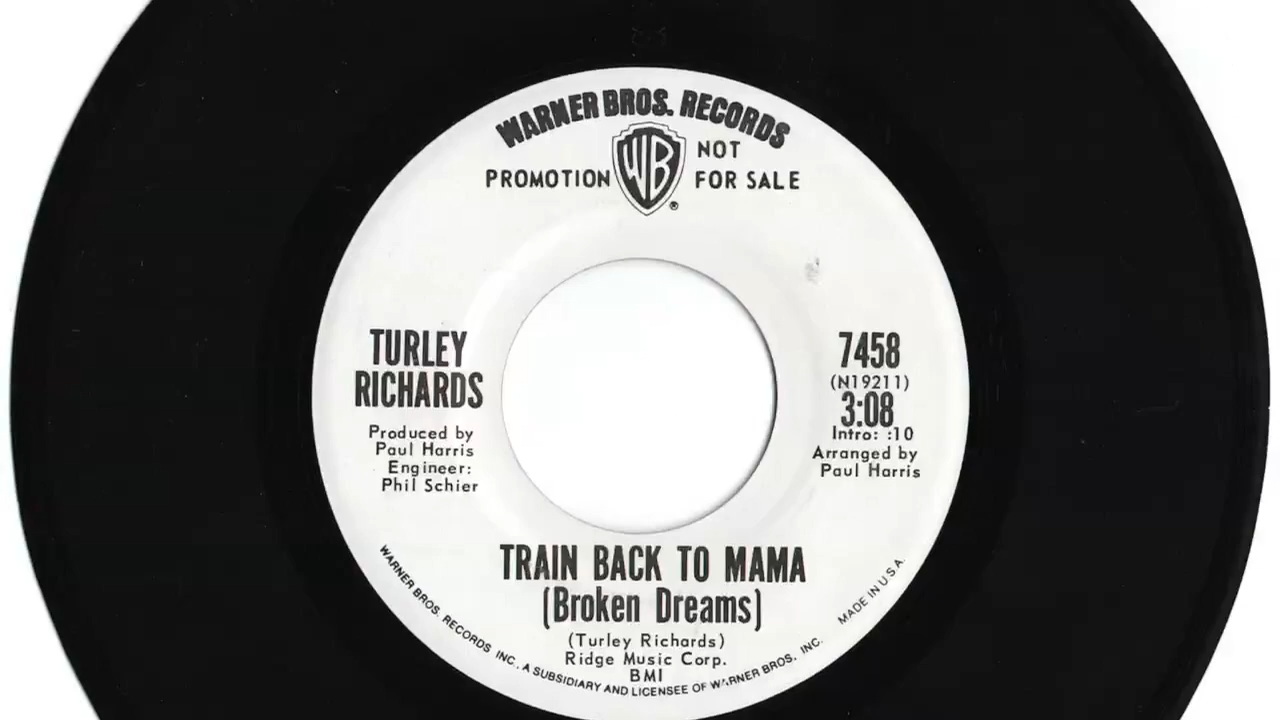 WARNER BROS. RECORDS
PROMOTION WB NOT FOR SALE
®
TURLEY
RICHARDS
Produced by
Paul Harris
Engineer:
Phil Schier
7458
(N19211)
3:08
Intro: :10
Arranged by
Paul Harris
TRAIN BACK TO MAMA
(Broken Dreams)
(Turley Richards)
Ridge Music Corp.
BMI
WARNER BROS. RECORDS INC., A SUBSIDIARY AND LICENSEE OF WARNER BROS. INC. MADE IN U.S.A.